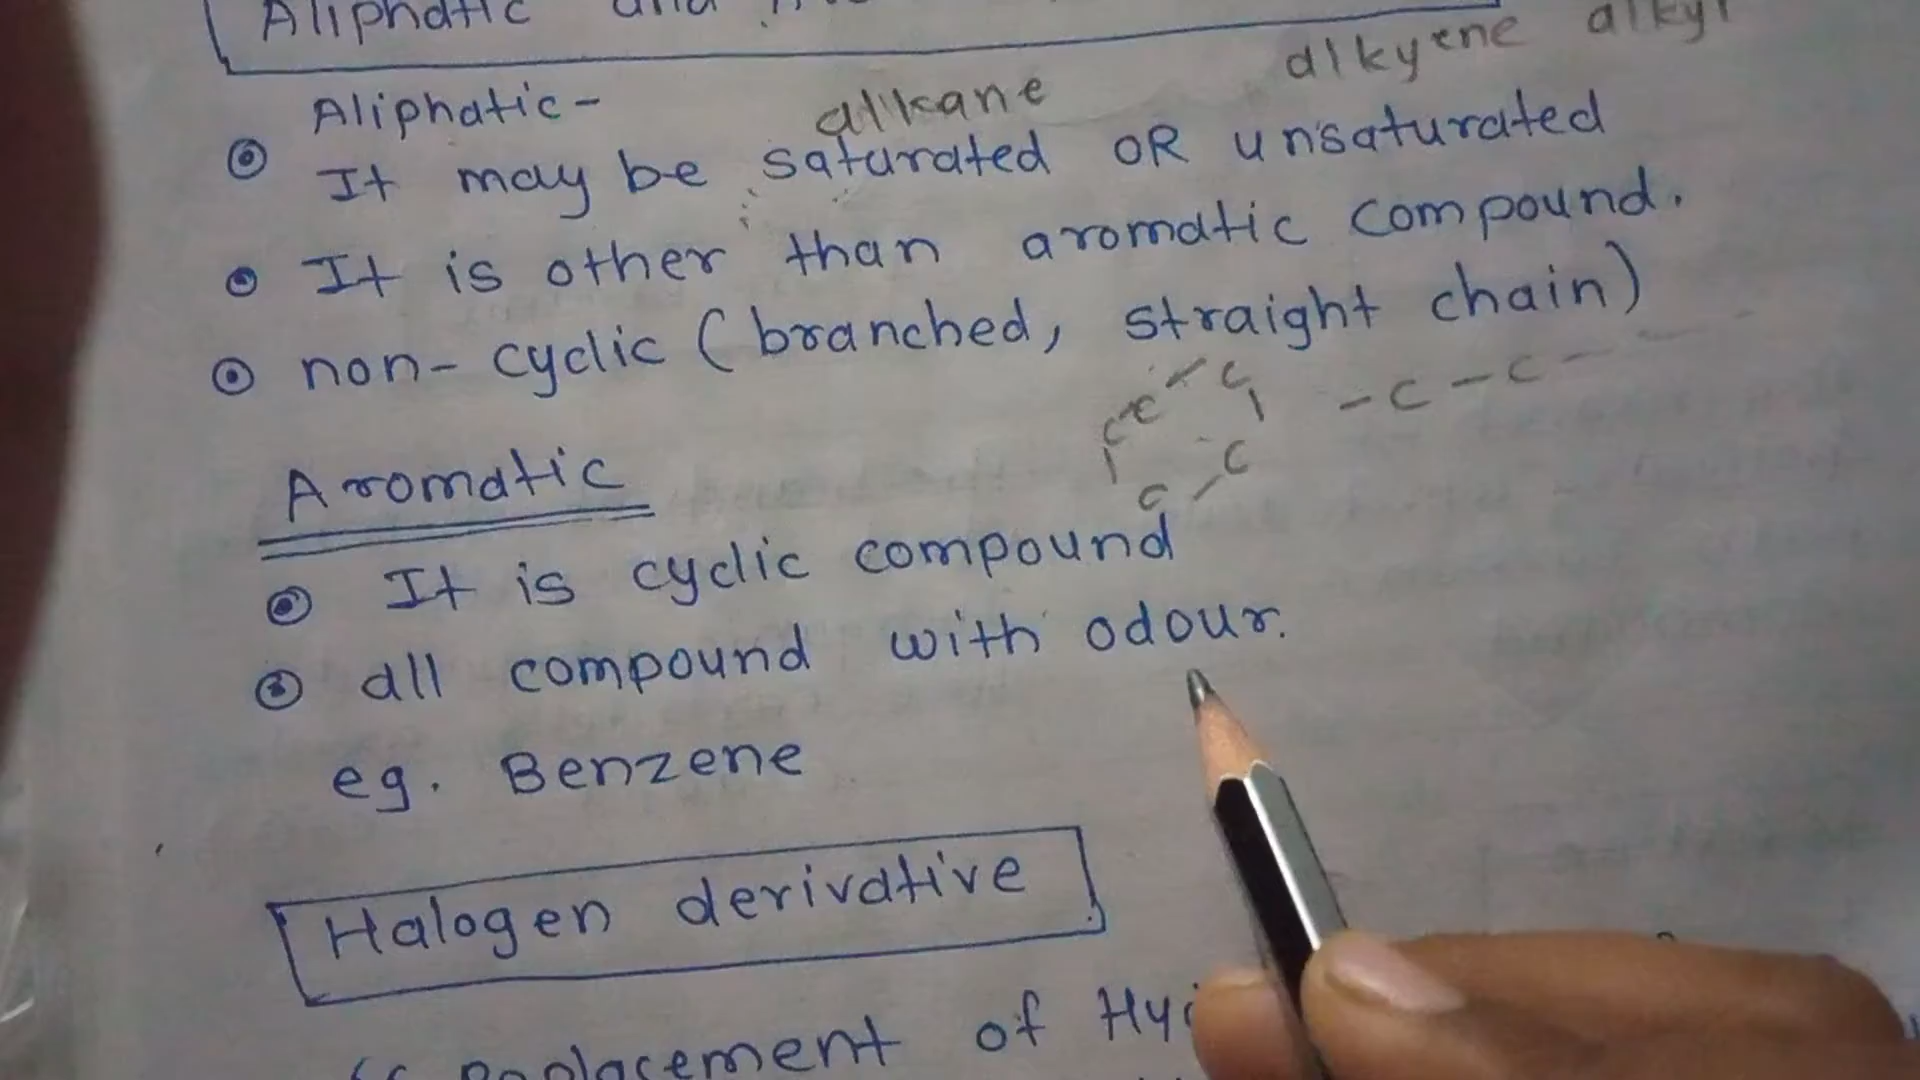 Aliphatic and
alkane alkyene alkyl
Aliphatic-
It may be saturated OR unsaturated
It is other than aromatic compound.
non-cyclic (branched, straight chain)
c c - c - c -
c
c c
Aromatic
It is cyclic compound
all compound with odour.
eg. Benzene
Halogen derivative
of